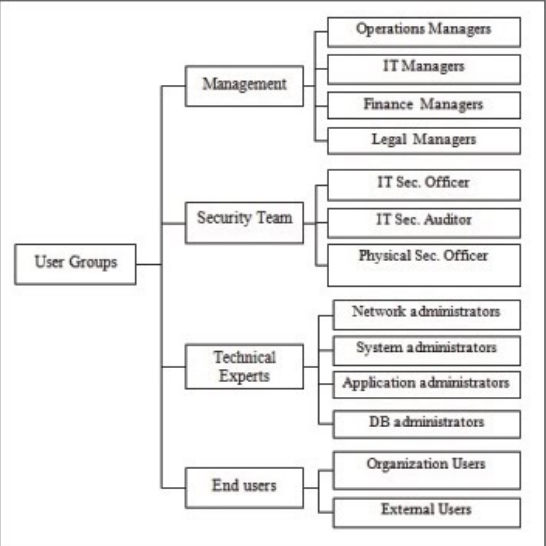 Operations Managers
IT Managers
Management
Finance Managers
Legal Managers
IT Sec. Officer
Security Team
IT Sec. Auditor
Physical Sec. Officer
User Groups
Network administrators
System administrators
Technical
Experts
Application administrators
DB administrators
Organization Users
End users
External Users